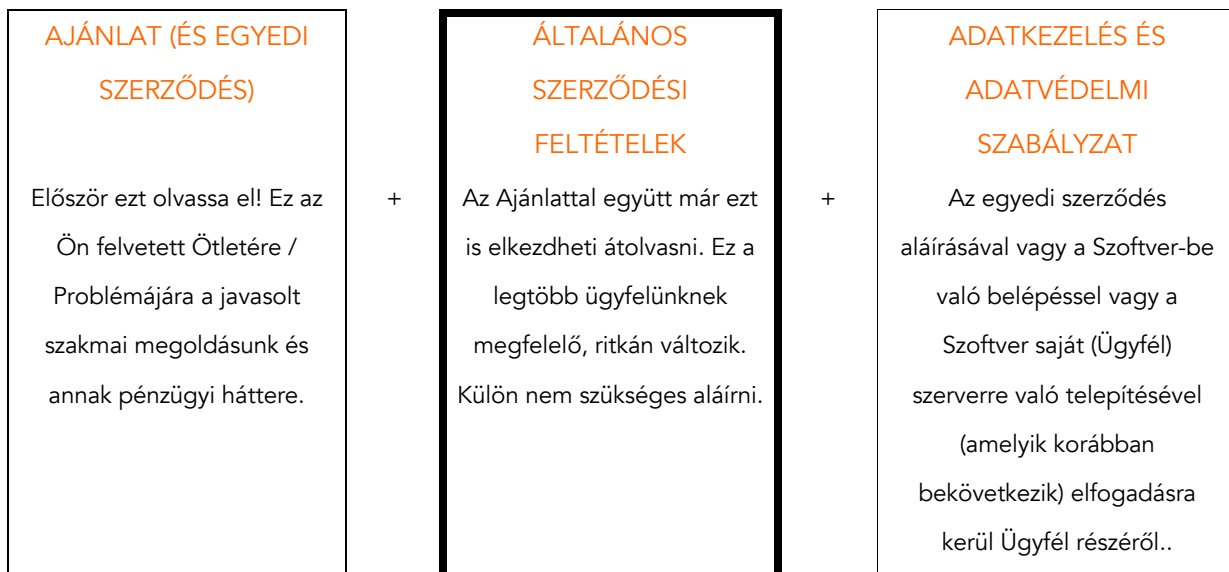 AJÁNLAT (ÉS EGYEDI
SZERZŐDÉS)
Először ezt olvassa el! Ez az
Ön felvetett Ötletére /
Problémájára a javasolt
szakmai megoldásunk és
annak pénzügyi háttere.
+
ÁLTALÁNOS
SZERZŐDÉSI
FELTÉTELEK
Az Ajánlattal együtt már ezt
is elkezdheti átolvasni. Ez a
legtöbb ügyfelünknek
megfelelő, ritkán változik.
Külön nem szükséges aláírni.
+
ADATKEZELÉS ÉS
ADATVÉDELMI
SZABÁLYZAT
Az egyedi szerződés
aláírásával vagy a Szoftver-be
való belépéssel vagy a
Szoftver saját (Ügyfél)
szerverre való telepítésével
(amelyik korábban
bekövetkezik) elfogadásra
kerül Ügyfél részéről..